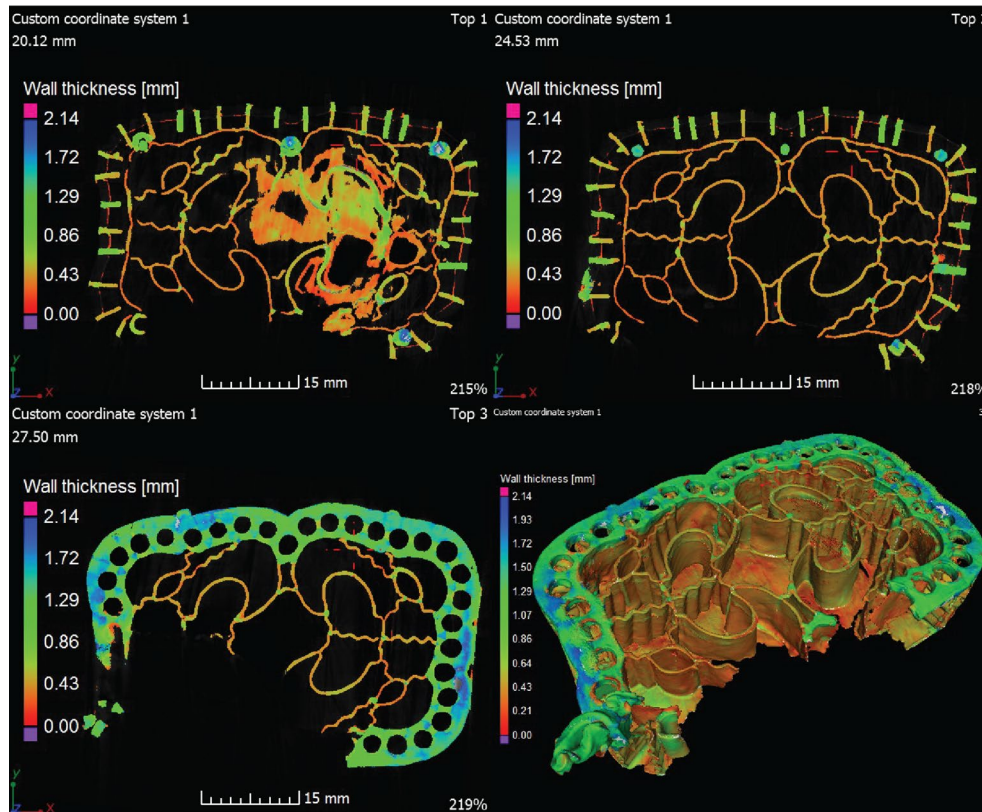 Custom coordinate system 1
Top 1
20.12 mm
Wall thickness [mm]
2.14
1.72
1.29
0.86
0.43
0.00
y
z
x
15 mm
215%
Custom coordinate system 1
24.53 mm
Wall thickness [mm]
2.14
1.72
1.29
0.86
0.43
0.00
y
z
x
15 mm
218%
Custom coordinate system 1
Top 3
27.50 mm
Wall thickness [mm]
2.14
1.72
1.29
0.86
0.43
0.00
y
z
x
15 mm
219%
Custom coordinate system 1
Wall thickness [mm]
2.14
1.93
1.72
1.50
1.29
1.07
0.86
0.64
0.43
0.21
0.00